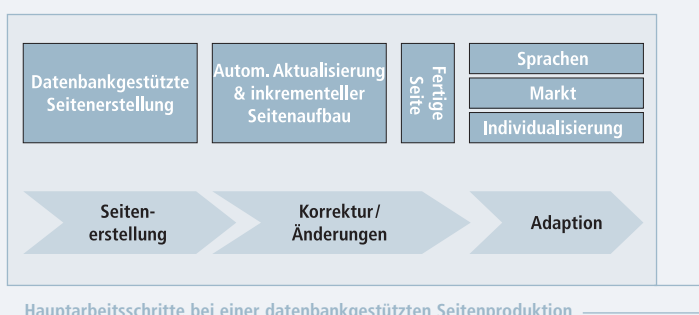 Datenbankgestützte
Seitenerstellung
Autom. Aktualisierung
& inkrementeller
Seitenaufbau
Fertige
Seite
Sprachen
Markt
Individualisierung
Seiten-
erstellung
Korrektur/
Änderungen
Adaption
Hauptarbeitsschritte bei einer datenbankgestützten Seitenproduktion